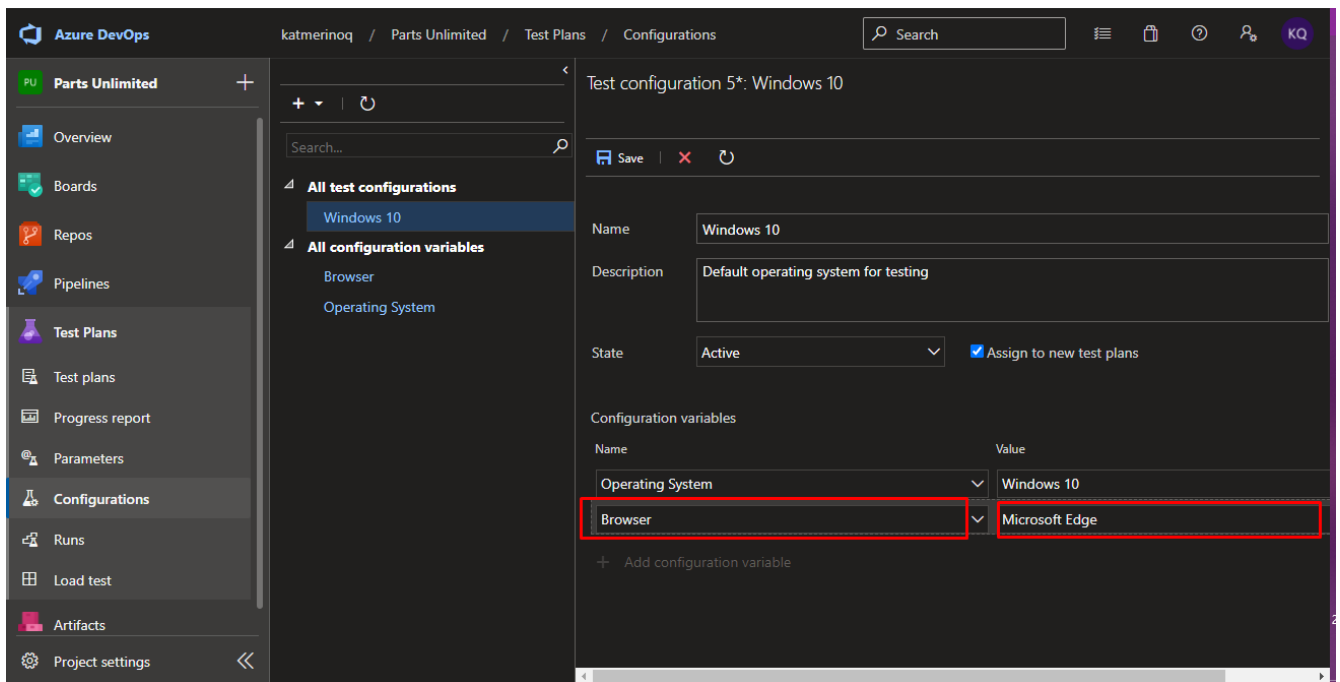 Azure DevOps
katmerinoq / Parts Unlimited / Test Plans / Configurations
Search
KQ
PU
Parts Unlimited
Overview
Boards
Repos
Pipelines
Test Plans
Test plans
Progress report
Parameters
Configurations
Runs
Load test
Artifacts
Project settings
Search...
All test configurations
Windows 10
All configuration variables
Browser
Operating System
Test configuration 5*: Windows 10
Save
Name
Windows 10
Description
Default operating system for testing
State
Active
Assign to new test plans
Configuration variables
Name Value
Operating System Windows 10
Browser Microsoft Edge
+ Add configuration variable
2